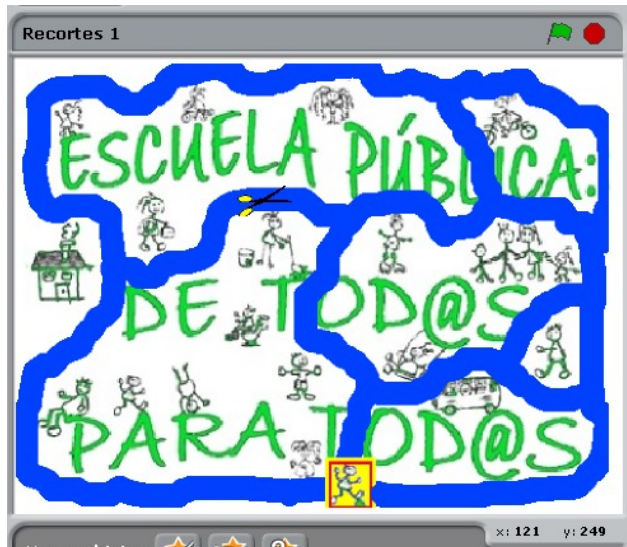 Recortes 1
ESCUELA PÚBLICA:
DE TOD@S
PARA TOD@S
x: 121 y: 249